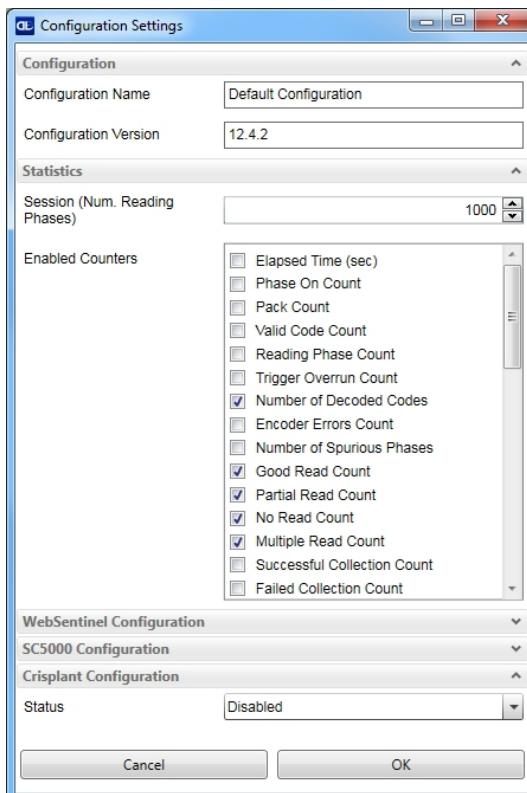 DL Configuration Settings
Configuration
Configuration Name Default Configuration
Configuration Version 12.4.2
Statistics
Session (Num. Reading
Phases) 1000
Enabled Counters
Elapsed Time (sec)
Phase On Count
Pack Count
Valid Code Count
Reading Phase Count
Trigger Overrun Count
Number of Decoded Codes
Encoder Errors Count
Number of Spurious Phases
Good Read Count
Partial Read Count
No Read Count
Multiple Read Count
Successful Collection Count
Failed Collection Count
WebSentinel Configuration
SC5000 Configuration
Crisplant Configuration
Status Disabled
Cancel OK